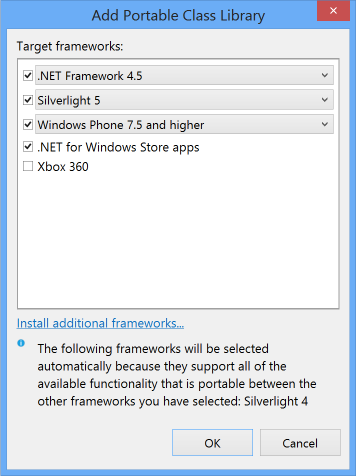 Add Portable Class Library
Target frameworks:
.NET Framework 4.5
Silverlight 5
Windows Phone 7.5 and higher
.NET for Windows Store apps
Xbox 360
Install additional frameworks...
The following frameworks will be selected
automatically because they support all of the
available functionality that is portable between the
other frameworks you have selected: Silverlight 4
OK
Cancel